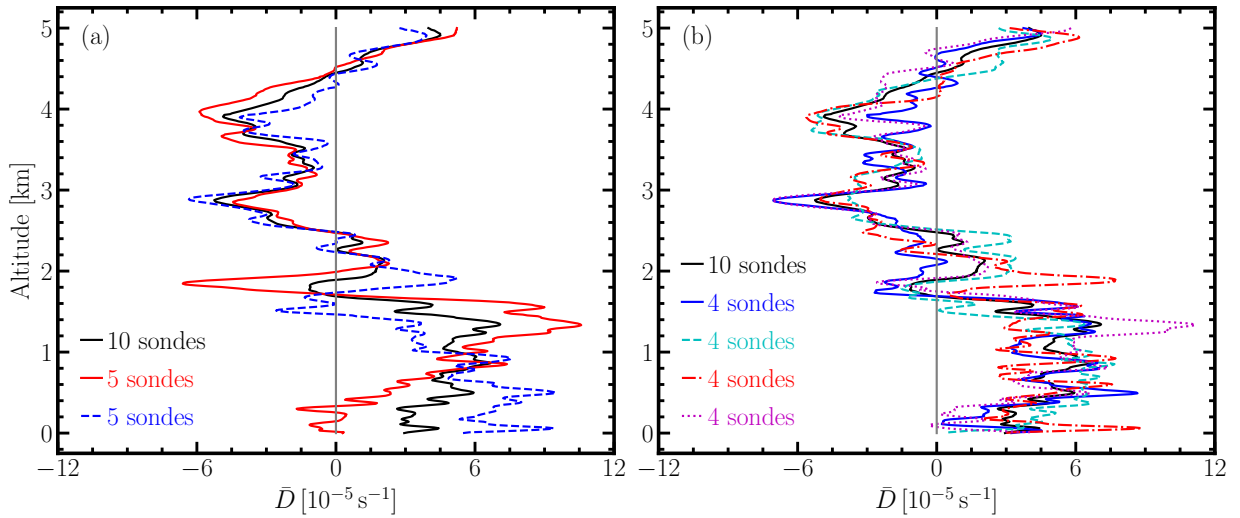 (a)
5
4
3
2
1
0
Altitude [km]
10 sondes
5 sondes
5 sondes
−12
−6
0
6
12
D̄ [10⁻⁵ s⁻¹]
(b)
5
4
3
2
1
0
10 sondes
4 sondes
4 sondes
4 sondes
4 sondes
−12
−6
0
6
12
D̄ [10⁻⁵ s⁻¹]